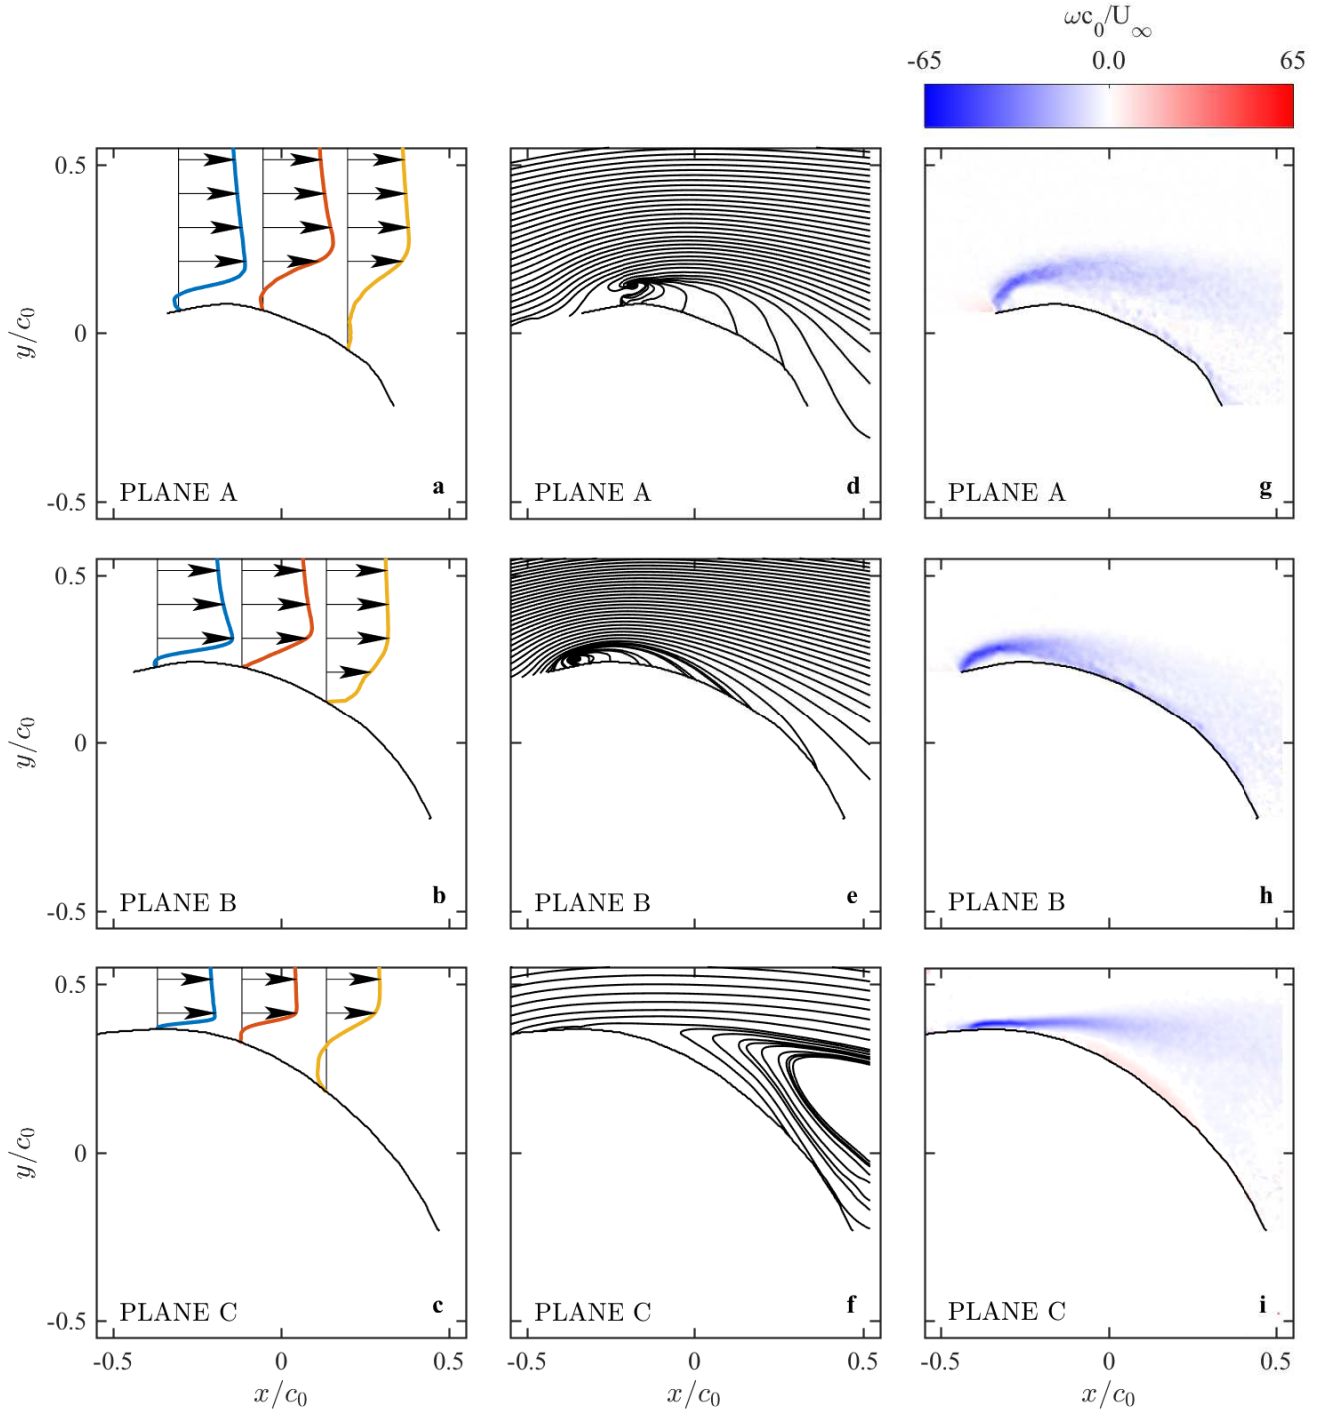 ωc₀/U∞
-65 0.0 65
0.5
0
-0.5
y/c₀
PLANE A a
PLANE A d
PLANE A g
0.5
0
-0.5
y/c₀
PLANE B b
PLANE B e
PLANE B h
0.5
0
-0.5
y/c₀
PLANE C c
PLANE C f
PLANE C i
-0.5 0 0.5
-0.5 0 0.5
-0.5 0 0.5
x/c₀
x/c₀
x/c₀